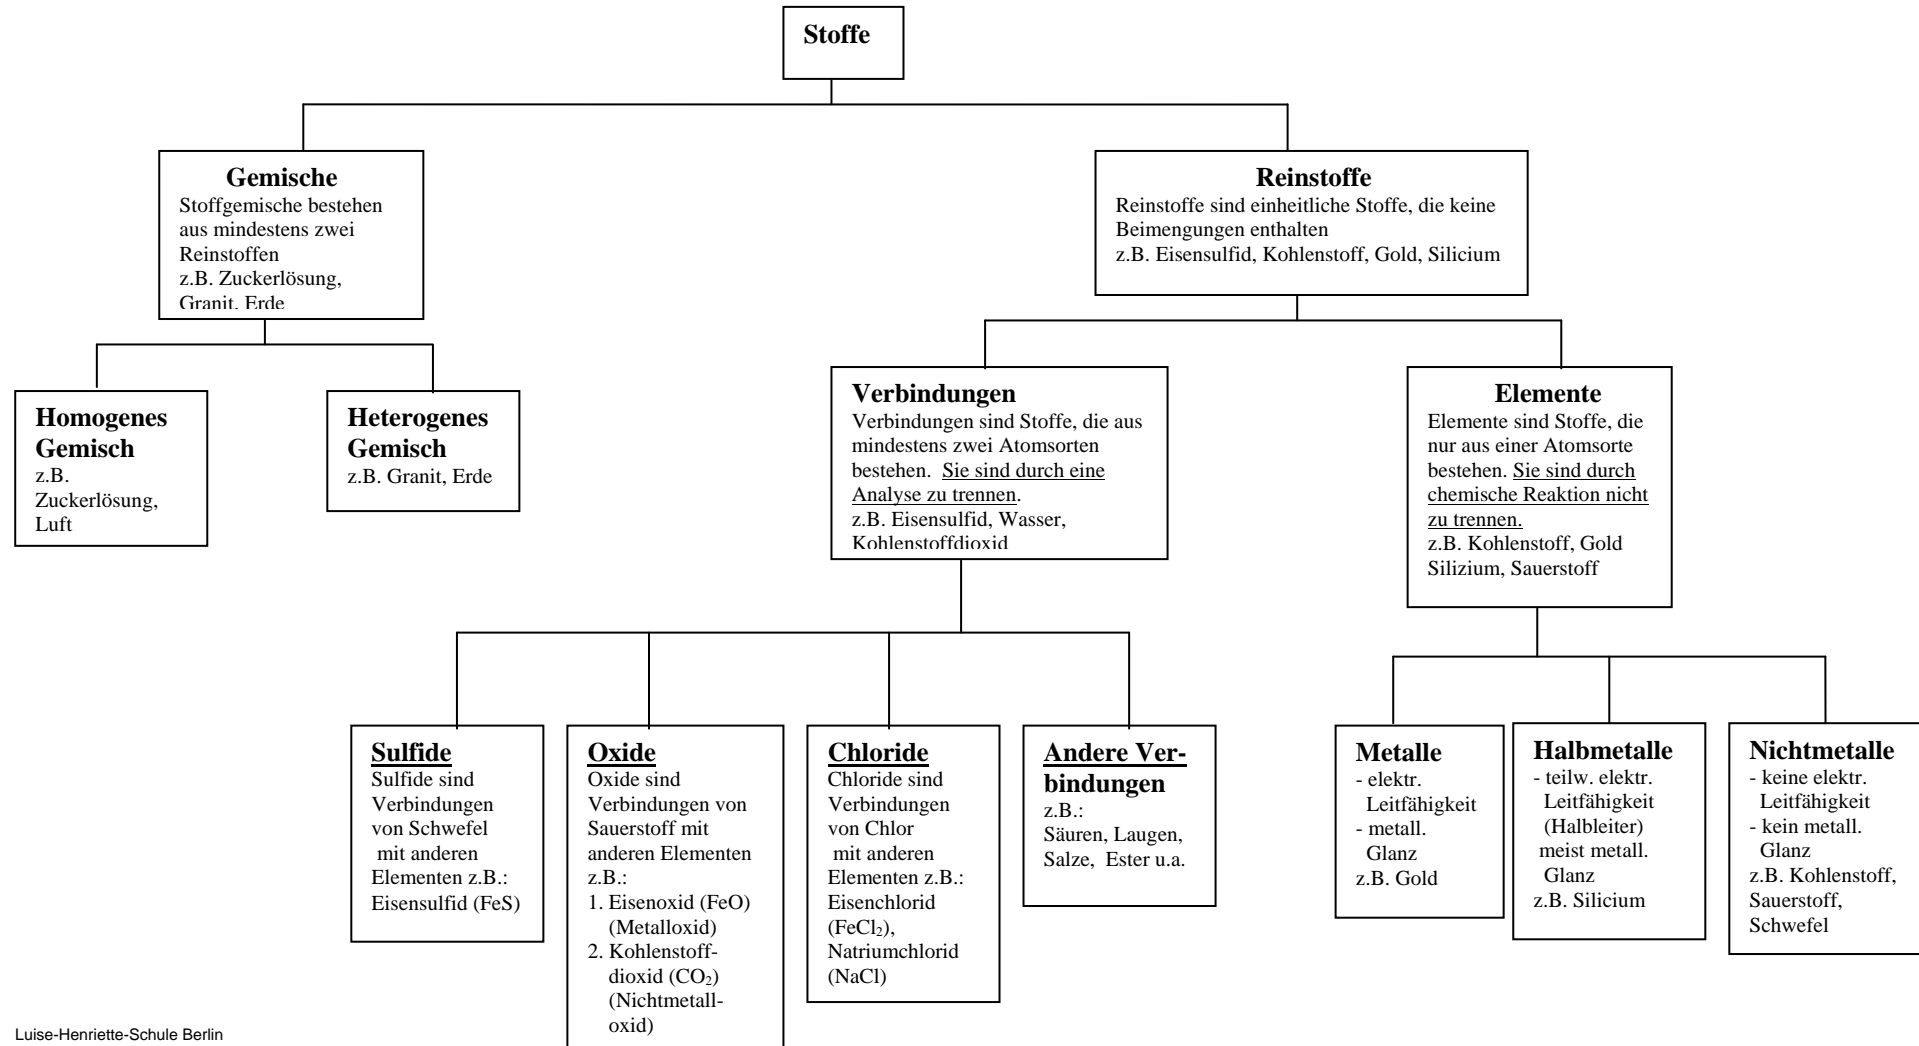 Stoffe
Gemische
Stoffgemische bestehen
aus mindestens zwei
Reinstoffen
z.B. Zuckerlösung,
Granit, Erde
Reinstoffe
Reinstoffe sind einheitliche Stoffe, die keine
Beimengungen enthalten
z.B. Eisensulfid, Kohlenstoff, Gold, Silicium
Homogenes
Gemisch
z.B.
Zuckerlösung,
Luft
Heterogenes
Gemisch
z.B. Granit, Erde
Verbindungen
Verbindungen sind Stoffe, die aus
mindestens zwei Atomsorten
bestehen. Sie sind durch eine
Analyse zu trennen.
z.B. Eisensulfid, Wasser,
Kohlenstoffdioxid
Elemente
Elemente sind Stoffe, die
nur aus einer Atomsorte
bestehen. Sie sind durch
chemische Reaktion nicht
zu trennen.
z.B. Kohlenstoff, Gold
Silizium, Sauerstoff
Sulfide
Sulfide sind
Verbindungen
von Schwefel
mit anderen
Elementen z.B.:
Eisensulfid (FeS)
Oxide
Oxide sind
Verbindungen von
Sauerstoff mit
anderen Elementen
z.B.:
1. Eisenoxid (FeO)
(Metalloxid)
2. Kohlenstoff-
dioxid (CO₂)
(Nichtmetall-
oxid)
Chloride
Chloride sind
Verbindungen
von Chlor
mit anderen
Elementen z.B.:
Eisenchlorid
(FeCl₂),
Natriumchlorid
(NaCl)
Andere Ver-
bindungen
z.B.:
Säuren, Laugen,
Salze, Ester u.a.
Metalle
- elektr.
Leitfähigkeit
- metall.
Glanz
z.B. Gold
Halbmetalle
- teilw. elektr.
Leitfähigkeit
(Halbleiter)
meist metall.
Glanz
z.B. Silicium
Nichtmetalle
- keine elektr.
Leitfähigkeit
- kein metall.
Glanz
z.B. Kohlenstoff,
Sauerstoff,
Schwefel
Luise-Henriette-Schule Berlin